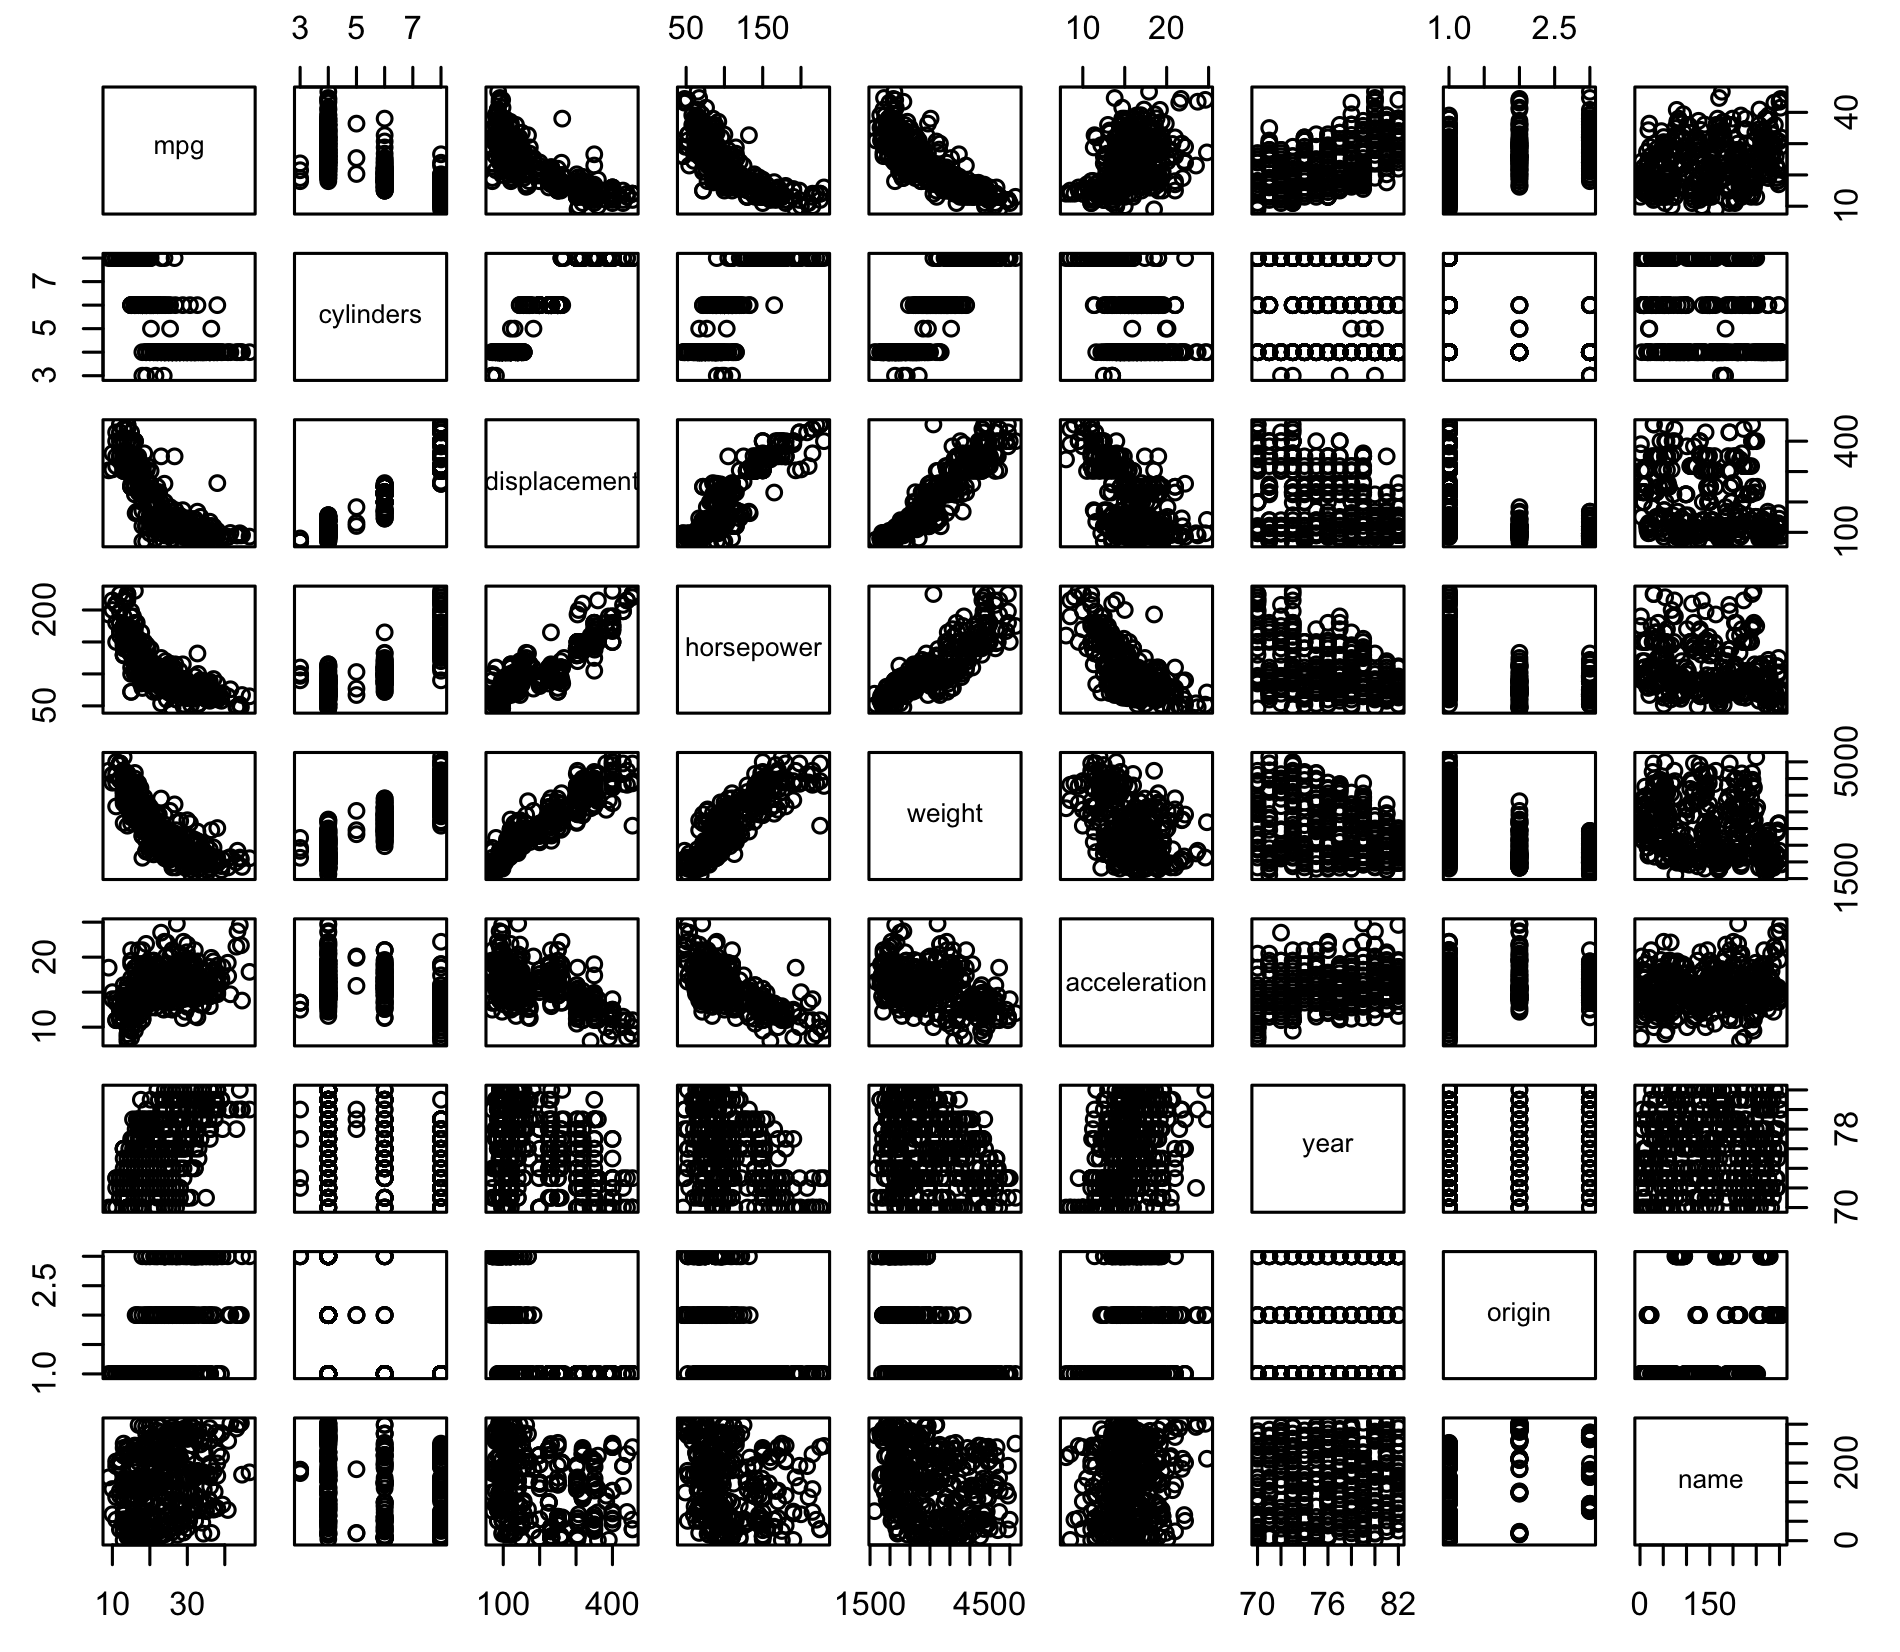 3 5 7 50 150 10 20 1.0 2.5
mpg 10 40
3 5 7 cylinders
displacement 100 400
50 200 horsepower
weight 1500 5000
10 20 acceleration
year 70 78
1.0 2.5 origin
name 0 200
10 30 100 400 1500 4500 70 76 82 0 150